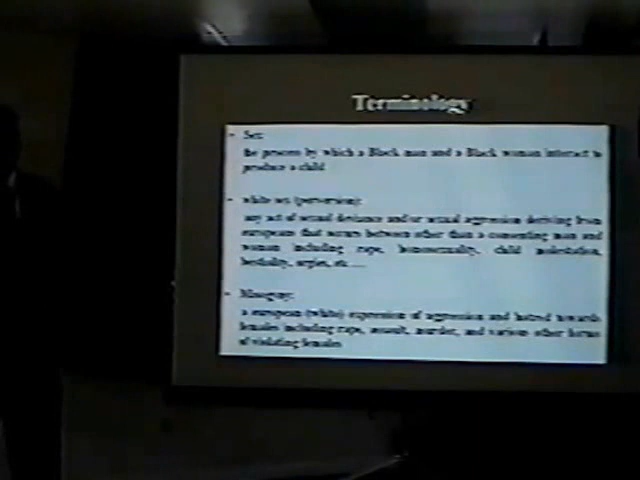 Terminology
• Sex:
the process by which a Black man and a Black woman interact to
produce a child
• white sex (perversion):
any act of sexual deviance and/or sexual aggression deriving from
europeans that occurs between other than a consenting man and
woman including rape, homosexuality, child molestation,
bestiality, orgies, etc....
• Misogyny:
a european (white) expression of aggression and hatred towards
females including rape, assault, murder, and various other forms
of violating females